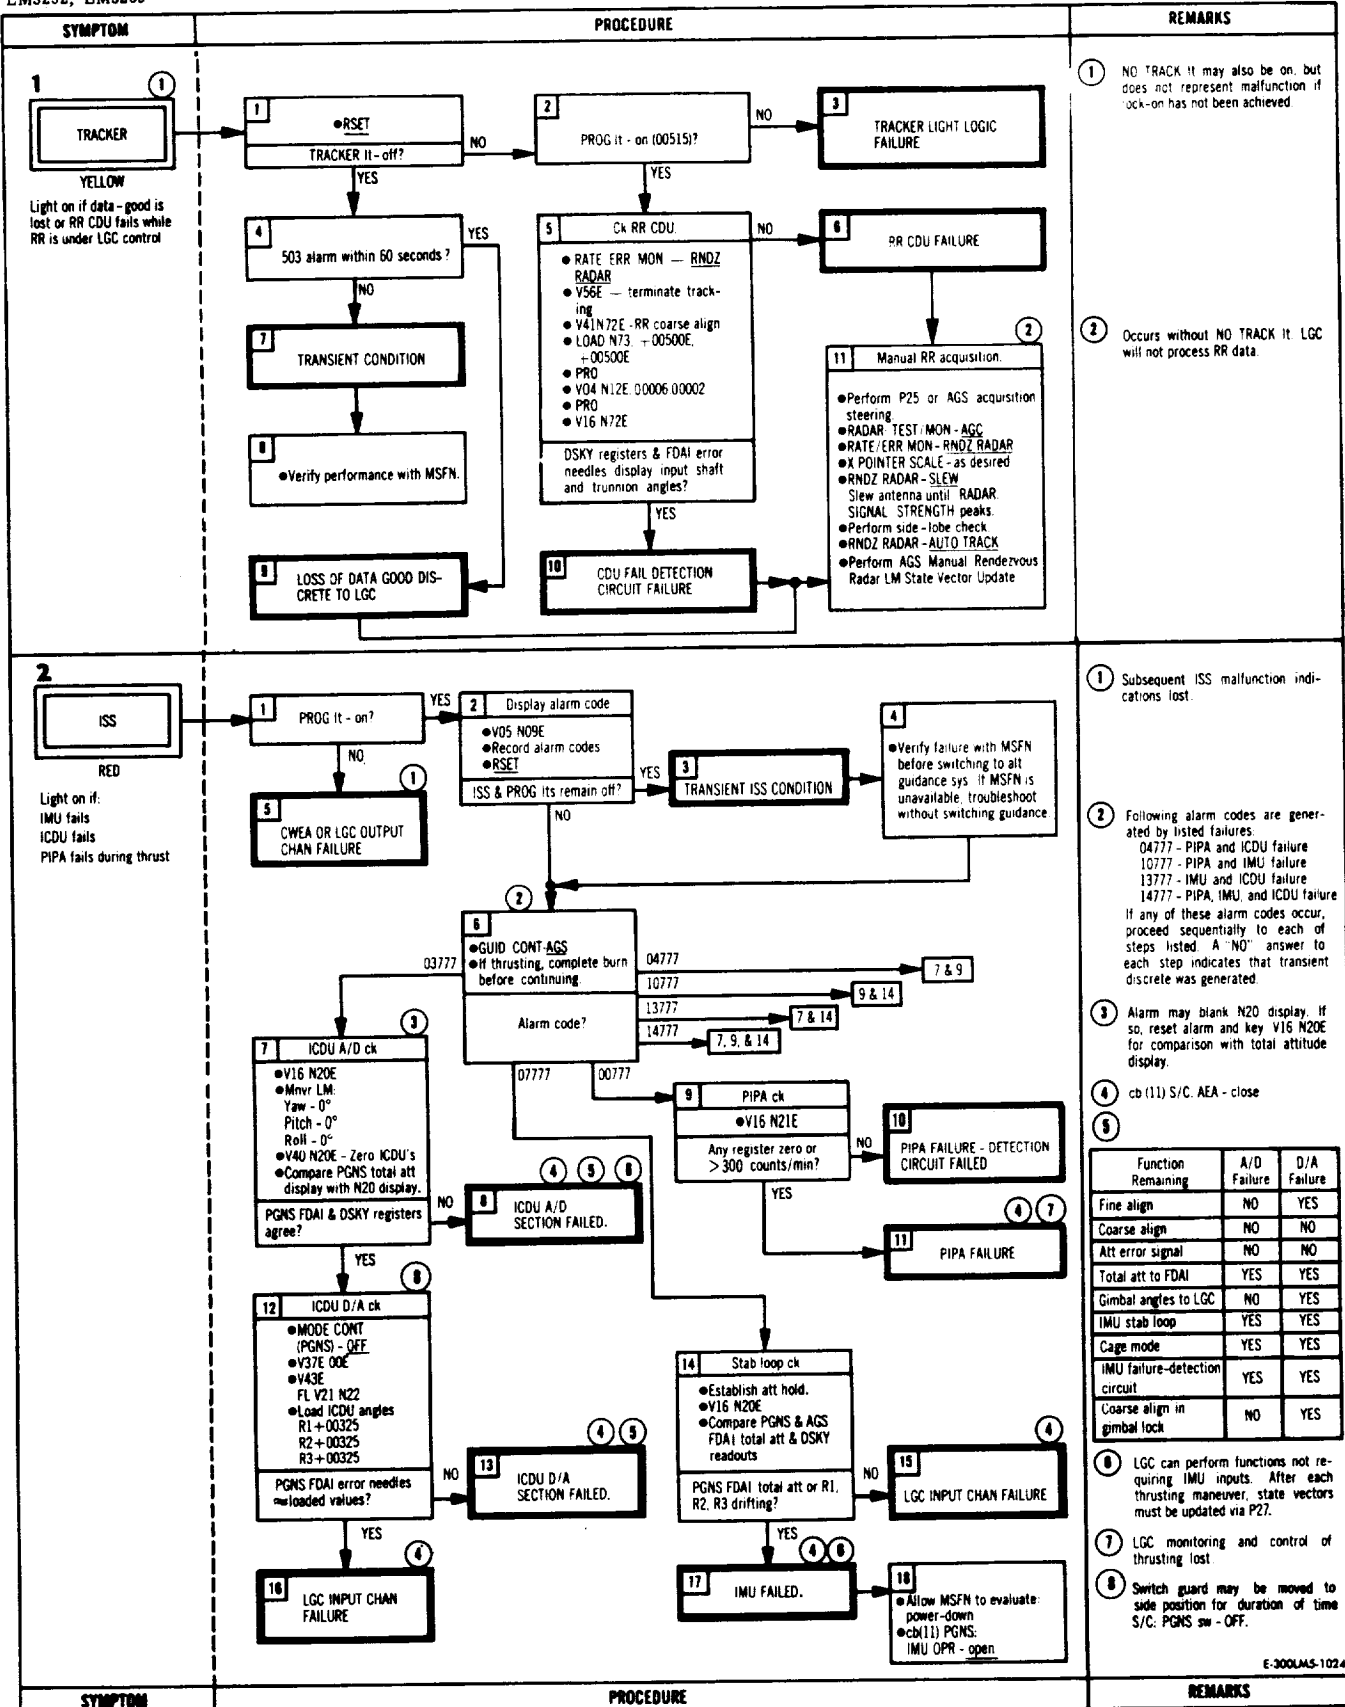 SYMPTOM
PROCEDURE
REMARKS
1
1
TRACKER
YELLOW
Light on if data-good is
lost or RR CDU fails while
RR is under LGC control
1
●RSET
TRACKER lt-off?
NO
YES
2
PROG lt - on (00515)?
NO
YES
3
TRACKER LIGHT LOGIC
FAILURE
4
503 alarm within 60 seconds?
YES
NO
5
Ck RR CDU.
● RATE ERR MON — RNDZ
RADAR
● V56E — terminate track-
ing
● V41N72E -RR coarse align
● LOAD N73, +00500E,
+00500E
● PRO
● V04 N12E, 00006 00002
● PRO
● V16 N72E
DSKY registers & FDAI error
needles display input shaft
and trunnion angles?
NO
YES
6
RR CDU FAILURE
7
TRANSIENT CONDITION
8
●Verify performance with MSFN.
9
LOSS OF DATA GOOD DIS-
CRETE TO LGC
10
CDU FAIL DETECTION
CIRCUIT FAILURE
2
11
Manual RR acquisition.
●Perform P25 or AGS acquisition
steering.
●RADAR TEST/MON - AGC
●RATE/ERR MON - RNDZ RADAR
●X POINTER SCALE - as desired
●RNDZ RADAR - SLEW
Slew antenna until RADAR
SIGNAL STRENGTH peaks.
●Perform side-lobe check.
●RNDZ RADAR - AUTO TRACK
●Perform AGS Manual Rendezvous
Radar LM State Vector Update
1 NO TRACK lt may also be on, but
does not represent malfunction if
lock-on has not been achieved.
2 Occurs without NO TRACK lt. LGC
will not process RR data.
2
ISS
RED
Light on if:
IMU fails
ICDU fails
PIPA fails during thrust
1
PROG lt - on?
YES
NO
2
Display alarm code
●V05 N09E
●Record alarm codes
●RSET
ISS & PROG lts remain off?
YES
NO
3
TRANSIENT ISS CONDITION
4
●Verify failure with MSFN
before switching to alt
guidance sys. If MSFN is
unavailable, troubleshoot
without switching guidance.
1
5
CWEA OR LGC OUTPUT
CHAN FAILURE
2
6
●GUID CONT-AGS
●If thrusting, complete burn
before continuing.
Alarm code?
03777
04777
7 & 9
10777
9 & 14
13777
7 & 14
14777
7, 9, & 14
07777
00777
3
7
ICDU A/D ck
●V16 N20E
●Mnvr LM:
Yaw - 0°
Pitch - 0°
Roll - 0°
●V40 N20E - Zero ICDU's
●Compare PGNS total att
display with N20 display.
PGNS FDAI & DSKY registers
agree?
NO
YES
4 5 6
8
ICDU A/D
SECTION FAILED.
9
PIPA ck
●V16 N21E
Any register zero or
>300 counts/min?
NO
YES
10
PIPA FAILURE - DETECTION
CIRCUIT FAILED
4 7
11
PIPA FAILURE
8
12
ICDU D/A ck
●MODE CONT
(PGNS) - OFF
●V37E 00E
●V43E
FL V21 N22
●Load ICDU angles
R1+00325
R2+00325
R3+00325
PGNS FDAI error needles
≈loaded values?
NO
YES
4 5
13
ICDU D/A
SECTION FAILED.
14
Stab loop ck
●Establish att hold.
●V16 N20E
●Compare PGNS & AGS
FDAI total att & DSKY
readouts
PGNS FDAI total att or R1,
R2, R3 drifting?
NO
YES
4
15
LGC INPUT CHAN FAILURE
4
16
LGC INPUT CHAN
FAILURE
4 6
17
IMU FAILED.
18
●Allow MSFN to evaluate:
power-down
●cb(11) PGNS:
IMU OPR - open
1 Subsequent ISS malfunction indi-
cations lost.
2 Following alarm codes are gener-
ated by listed failures:
04777 - PIPA and ICDU failure
10777 - PIPA and IMU failure
13777 - IMU and ICDU failure
14777 - PIPA, IMU, and ICDU failure
If any of these alarm codes occur,
proceed sequentially to each of
steps listed. A "NO" answer to
each step indicates that transient
discrete was generated.
3 Alarm may blank N20 display. If
so, reset alarm and key V16 N20E
for comparison with total attitude
display.
4 cb (11) S/C: AEA - close
5
Function Remaining A/D Failure D/A Failure
Fine align NO YES
Coarse align NO NO
Att error signal NO NO
Total att to FDAI YES YES
Gimbal angles to LGC NO YES
IMU stab loop YES YES
Cage mode YES YES
IMU failure-detection circuit YES YES
Coarse align in gimbal lock NO YES
6 LGC can perform functions not re-
quiring IMU inputs. After each
thrusting maneuver, state vectors
must be updated via P27.
7 LGC monitoring and control of
thrusting lost.
8 Switch guard may be moved to
side position for duration of time
S/C: PGNS sw - OFF.
E-300LM5-1024
SYMPTOM
PROCEDURE
REMARKS